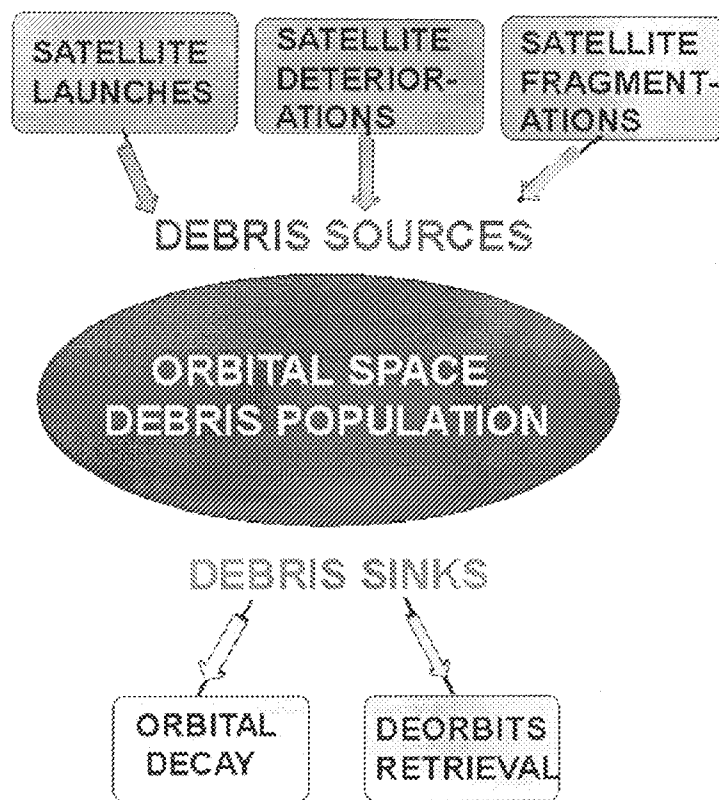 SATELLITE
LAUNCHES
SATELLITE
DETERIOR-
ATIONS
SATELLITE
FRAGMENT-
ATIONS
DEBRIS SOURCES
ORBITAL SPACE
DEBRIS POPULATION
DEBRIS SINKS
ORBITAL
DECAY
DEORBITS
RETRIEVAL